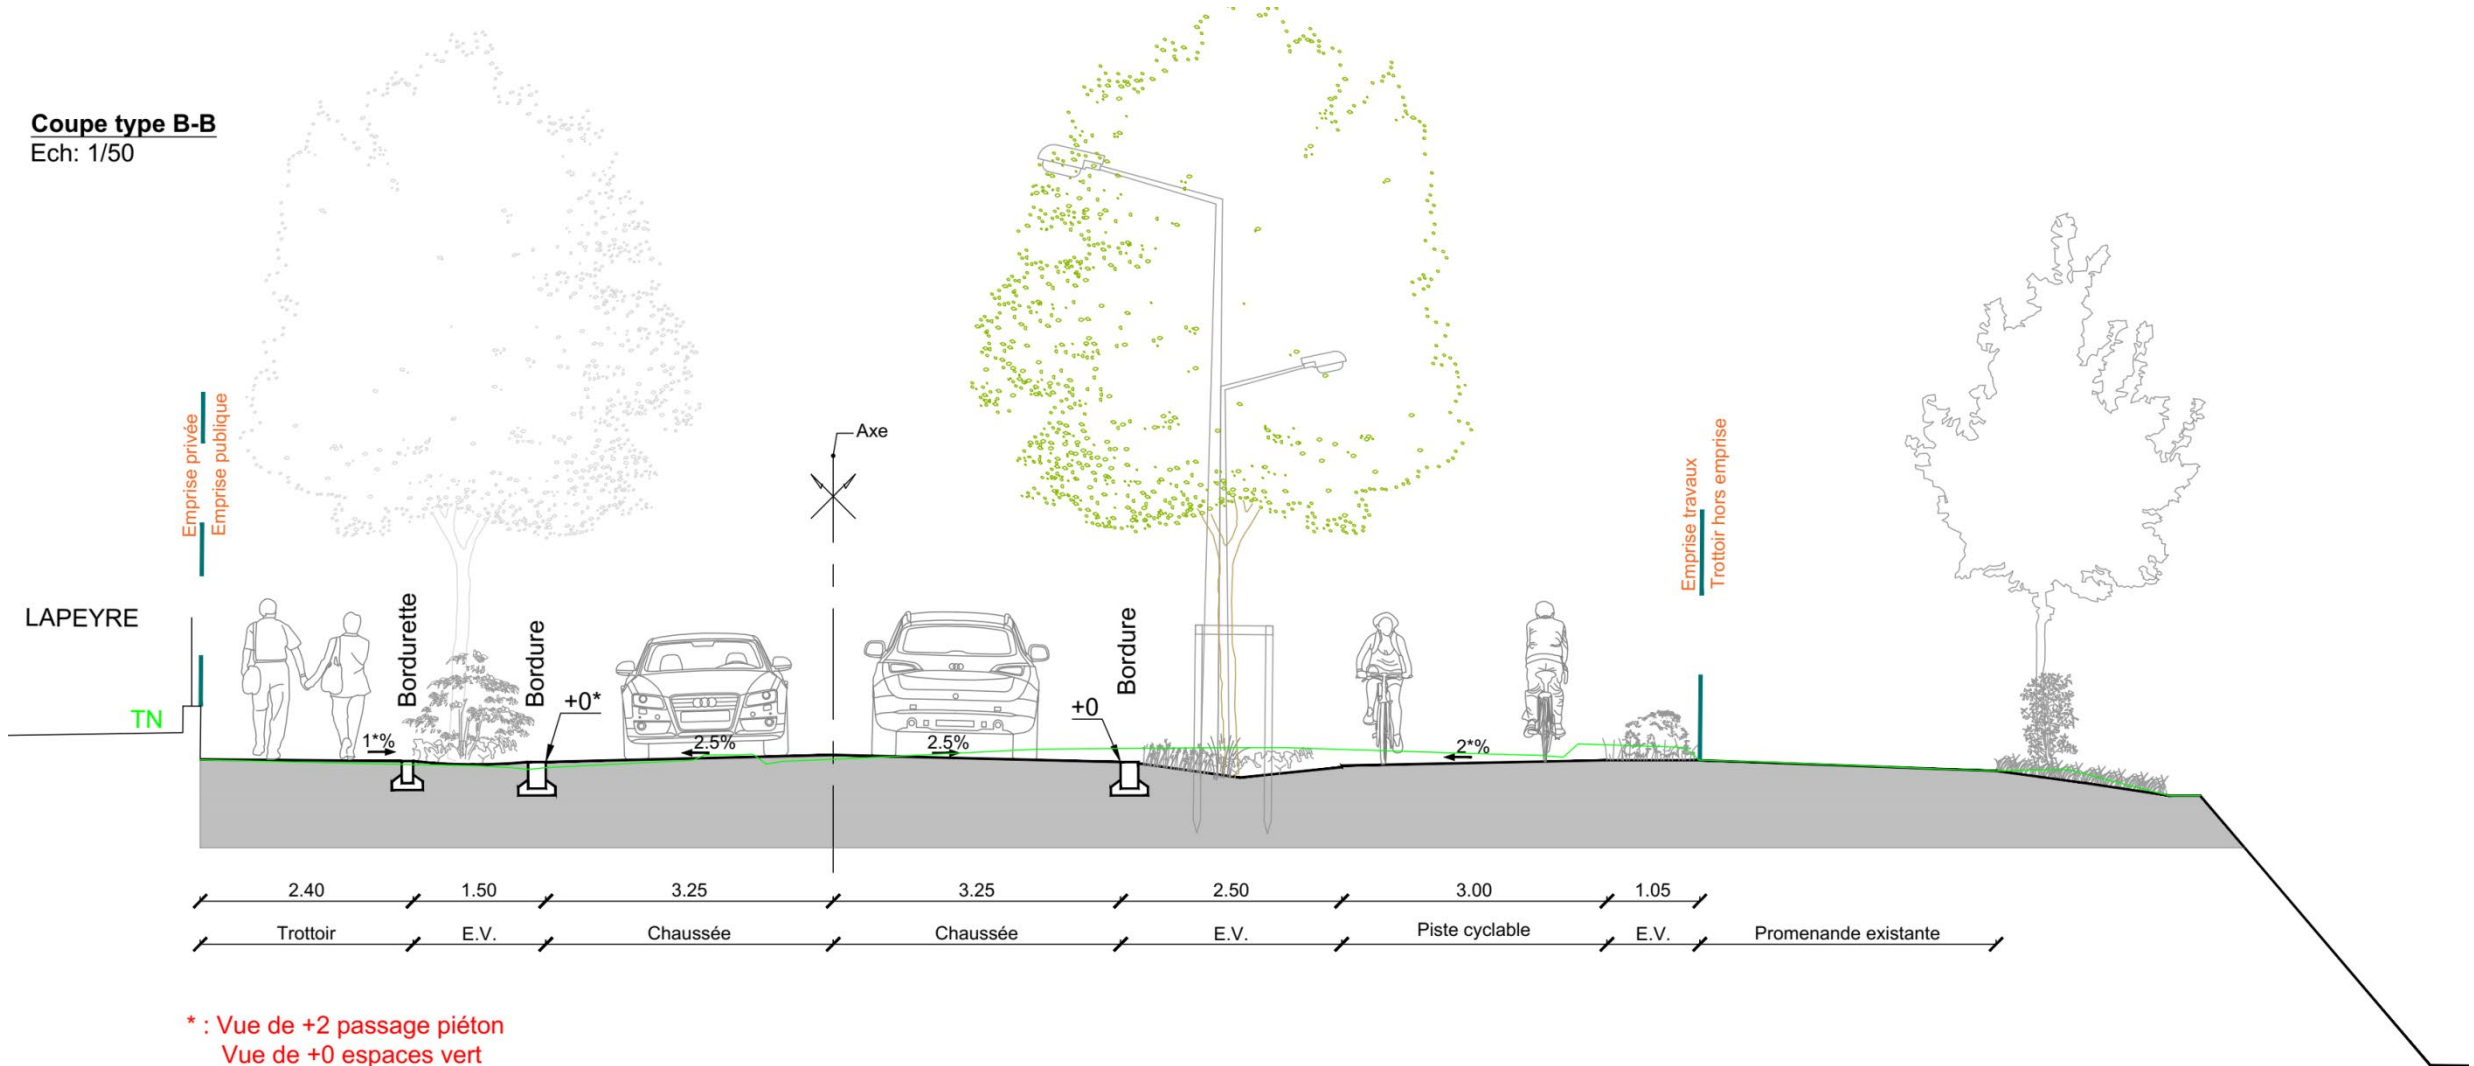 Coupe type B-B
Ech: 1/50
Emprise privée
Emprise publique
Axe
Emprise travaux
Trottoir hors emprise
LAPEYRE
TN
Bordurette
Bordure
+0*
Bordure
+0
1*%
2.5%
2.5%
2*%
2.40 1.50 3.25 3.25 2.50 3.00 1.05
Trottoir E.V. Chaussée Chaussée E.V. Piste cyclable E.V. Promenande existante
* : Vue de +2 passage piéton
Vue de +0 espaces vert